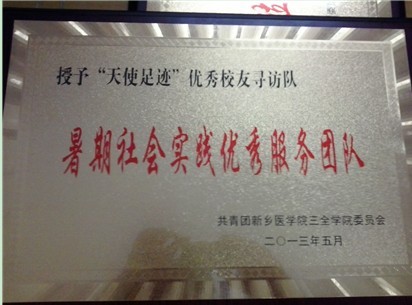 授予“天使足迹”优秀校友寻访队
暑期社会实践优秀服务团队
共青团新乡医学院三全学院委员会
二〇一三年五月